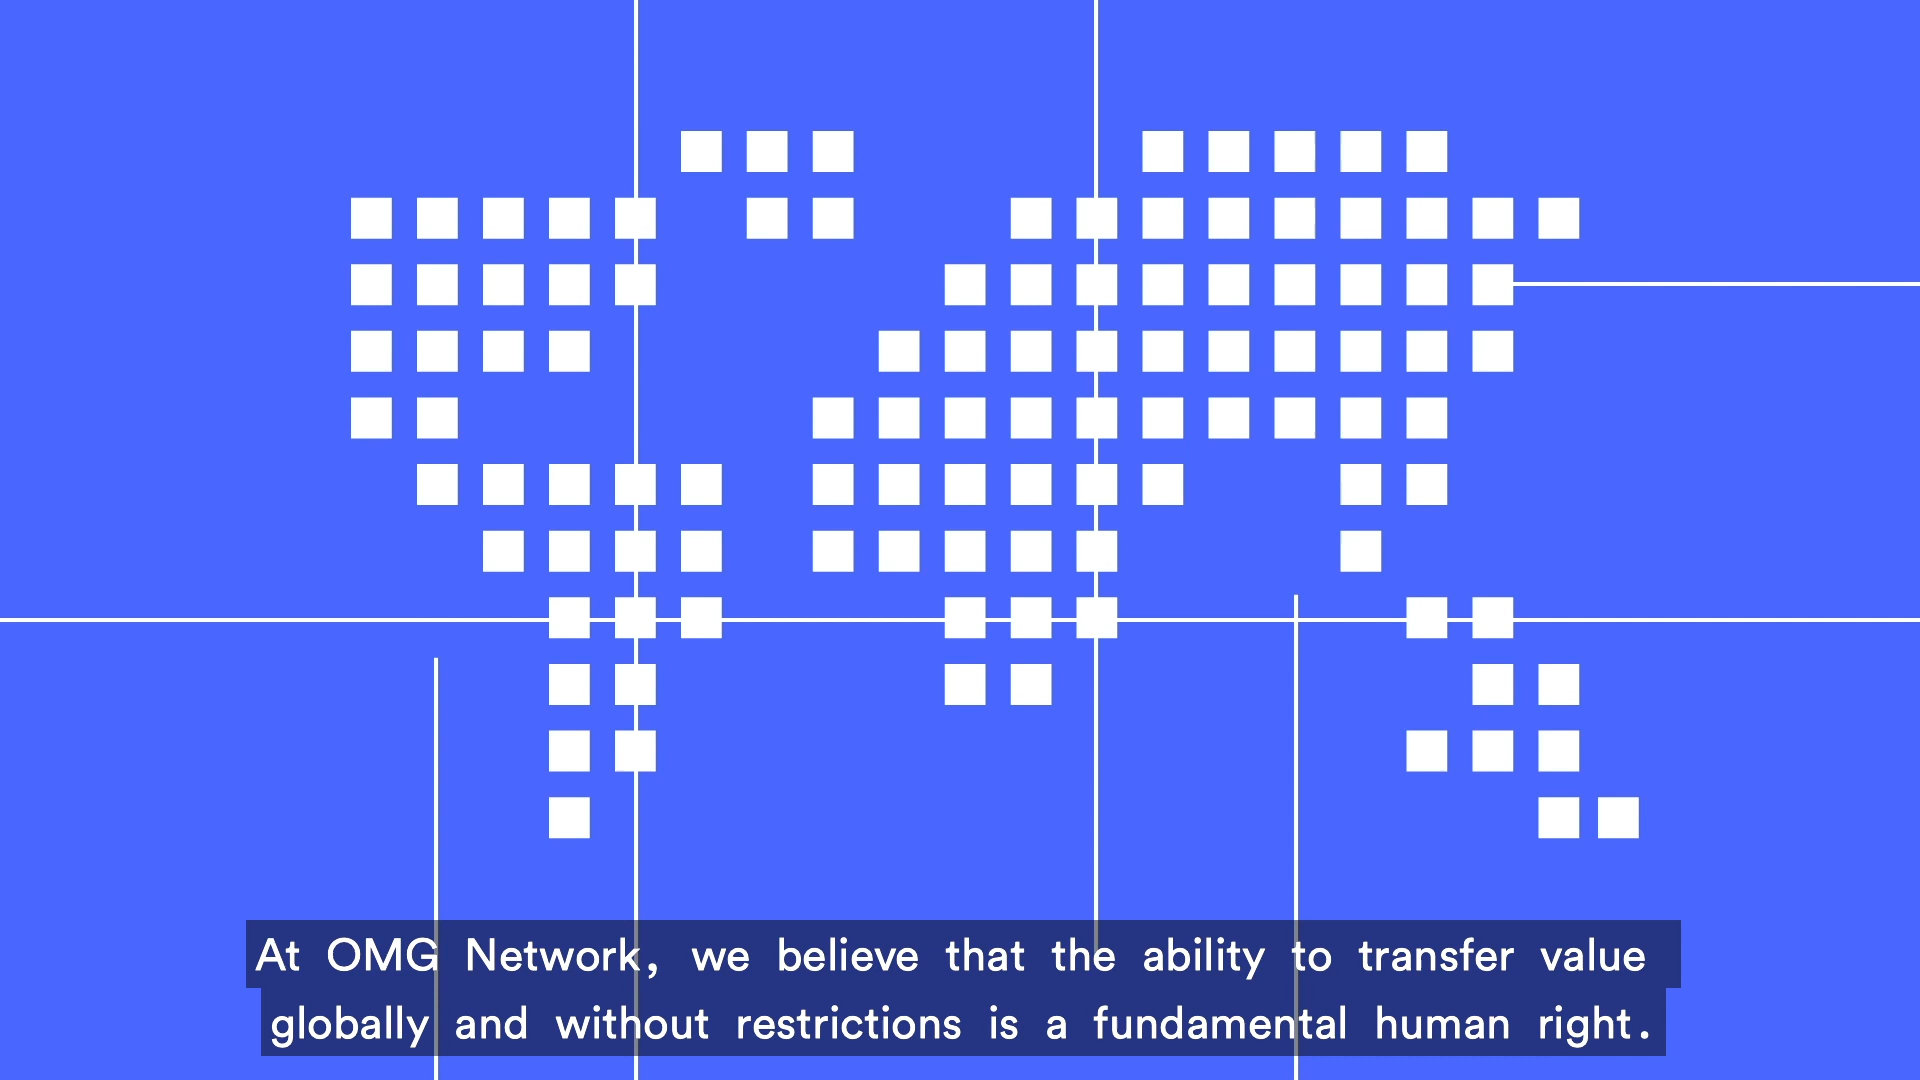 At OMG Network, we believe that the ability to transfer value
globally and without restrictions is a fundamental human right.